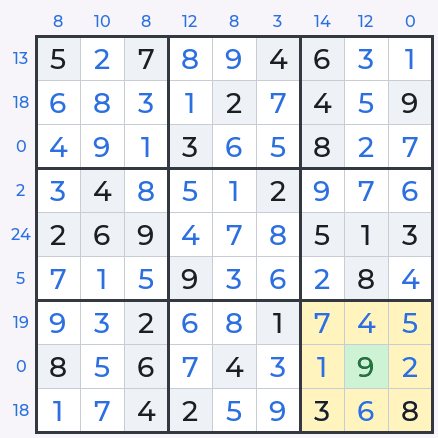 8 10 8 12 8 3 14 12 0
13 5 2 7 8 9 4 6 3 1
18 6 8 3 1 2 7 4 5 9
0 4 9 1 3 6 5 8 2 7
2 3 4 8 5 1 2 9 7 6
24 2 6 9 4 7 8 5 1 3
5 7 1 5 9 3 6 2 8 4
19 9 3 2 6 8 1 7 4 5
0 8 5 6 7 4 3 1 9 2
18 1 7 4 2 5 9 3 6 8